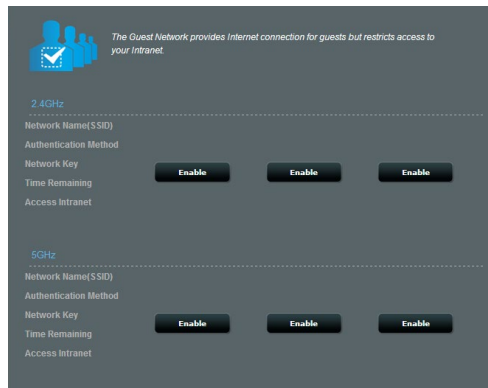 The Guest Network provides Internet connection for guests but restricts access to
your Intranet.
2.4GHz
Network Name(SSID)
Authentication Method
Network Key
Enable Enable Enable
Time Remaining
Access Intranet
5GHz
Network Name(SSID)
Authentication Method
Network Key
Enable Enable Enable
Time Remaining
Access Intranet